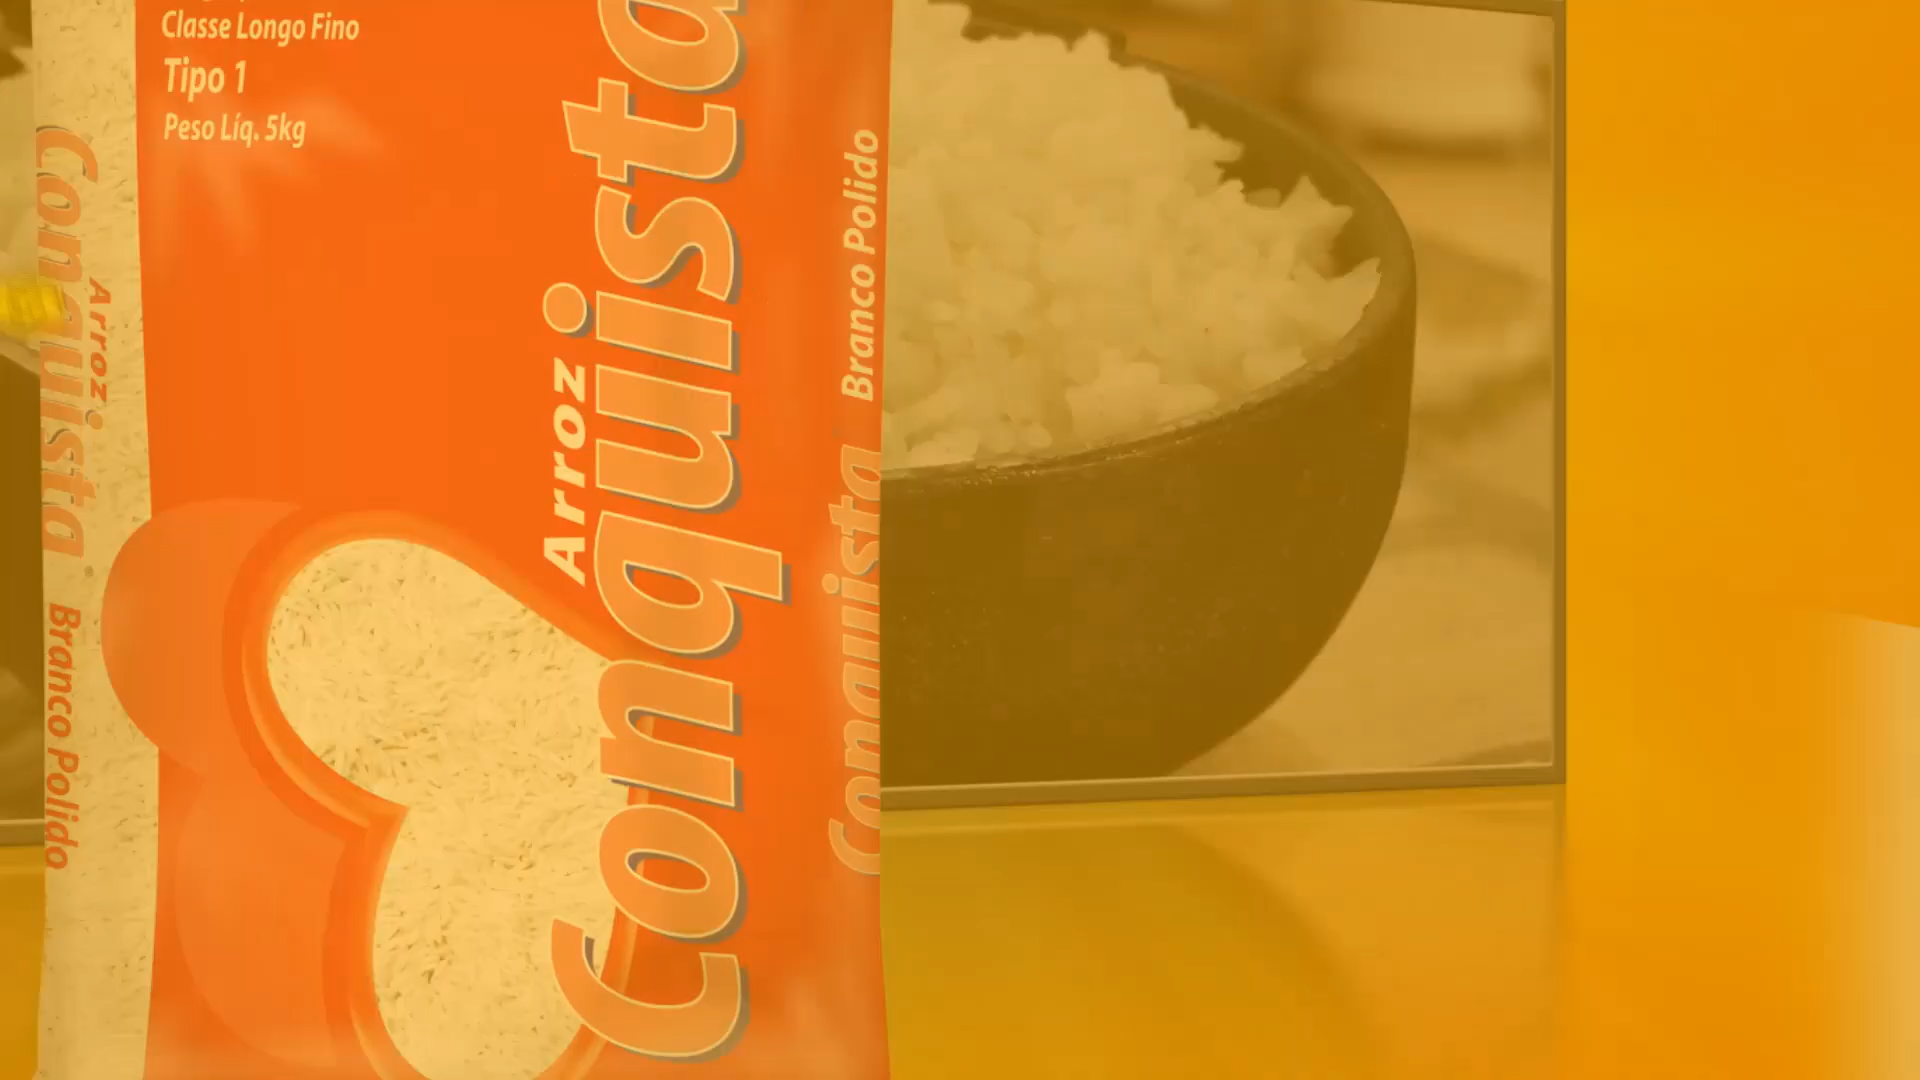 Classe Longo Fino
Tipo 1
Peso Líq. 5kg
Arroz
Conquista
Branco Polido
Conquista
Arroz
Conquista
Branco Polido